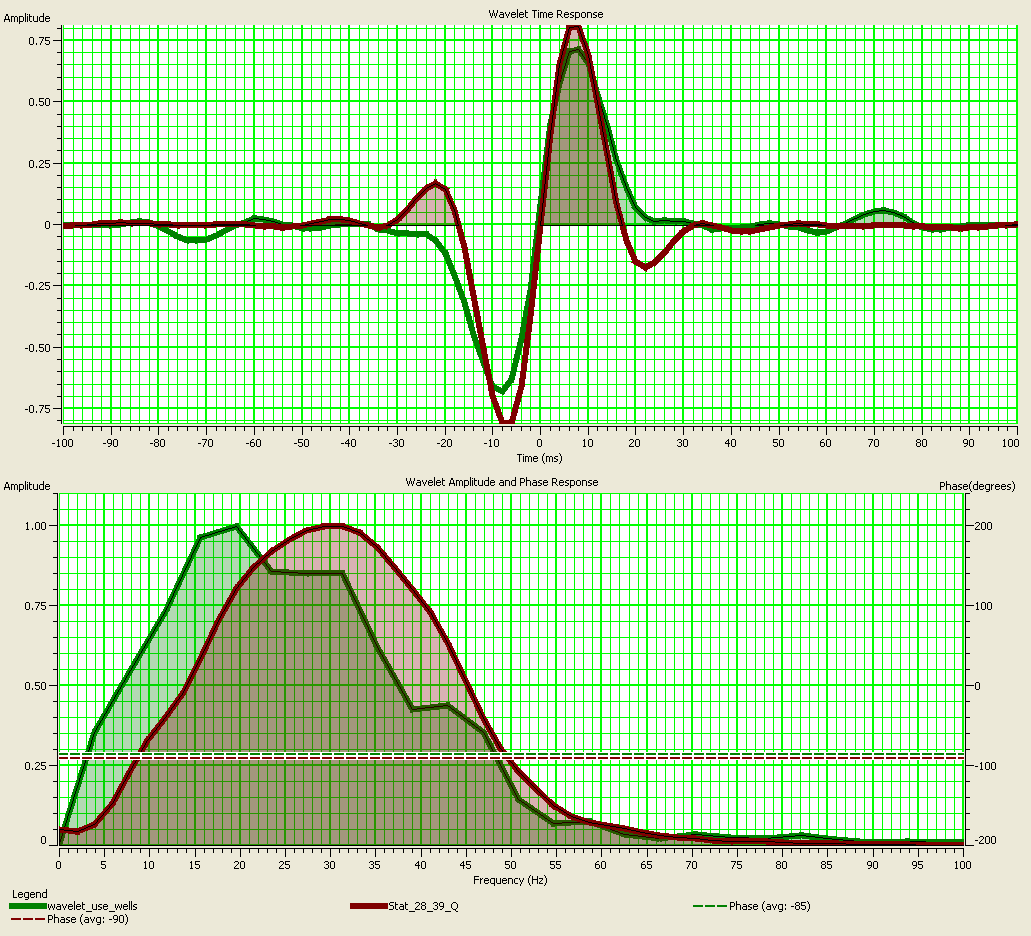 Wavelet Time Response
Amplitude
0.75
0.50
0.25
0
-0.25
-0.50
-0.75
-100 -90 -80 -70 -60 -50 -40 -30 -20 -10 0 10 20 30 40 50 60 70 80 90 100
Time (ms)
Wavelet Amplitude and Phase Response
Amplitude Phase(degrees)
1.00 200
0.75 100
0.50 0
0.25 -100
0 -200
0 5 10 15 20 25 30 35 40 45 50 55 60 65 70 75 80 85 90 95 100
Frequency (Hz)
Legend
wavelet_use_wells Stat_28_39_Q Phase (avg: -85)
Phase (avg: -90)